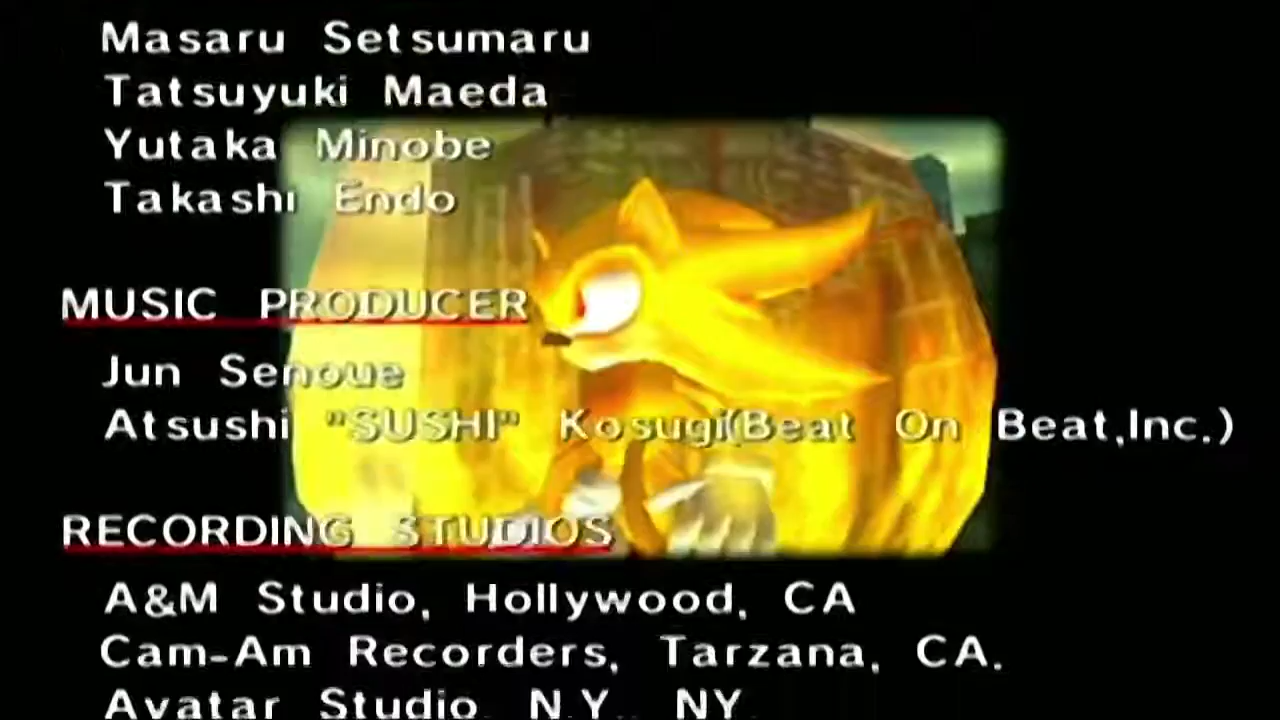 Masaru Setsumaru
Tatsuyuki Maeda
Yutaka Minobe
Takashi Endo
MUSIC PRODUCER
Jun Senoue
Atsushi "SUSHI" Kosugi(Beat On Beat,Inc.)
RECORDING STUDIOS
A&M Studio, Hollywood, CA
Cam-Am Recorders, Tarzana, CA.
Avatar Studio, N.Y., NY